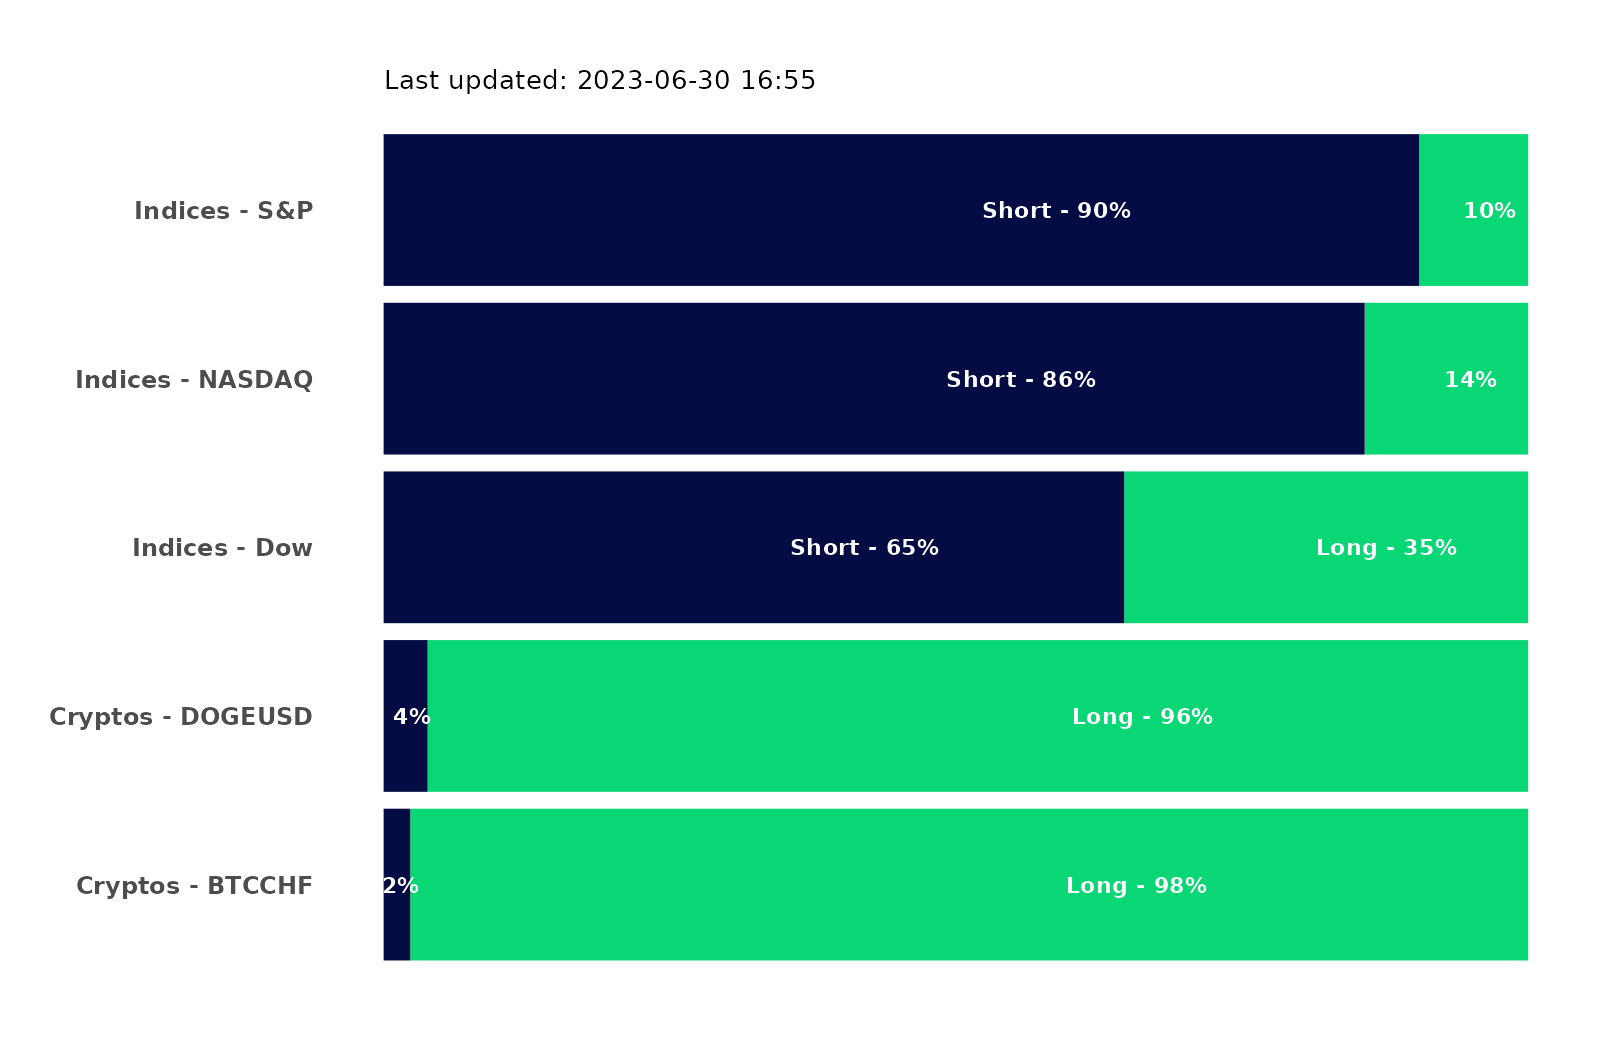 Last updated: 2023-06-30 16:55
Indices - S&P Short - 90% 10%
Indices - NASDAQ Short - 86% 14%
Indices - Dow Short - 65% Long - 35%
Cryptos - DOGEUSD 4% Long - 96%
Cryptos - BTCCHF 2% Long - 98%